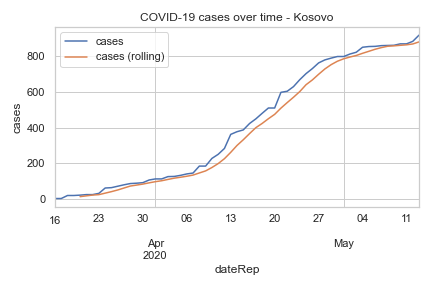 COVID-19 cases over time - Kosovo
cases
cases (rolling)
cases
800
600
400
200
0
16 23 30 06 13 20 27 04 11
Apr May
2020
dateRep